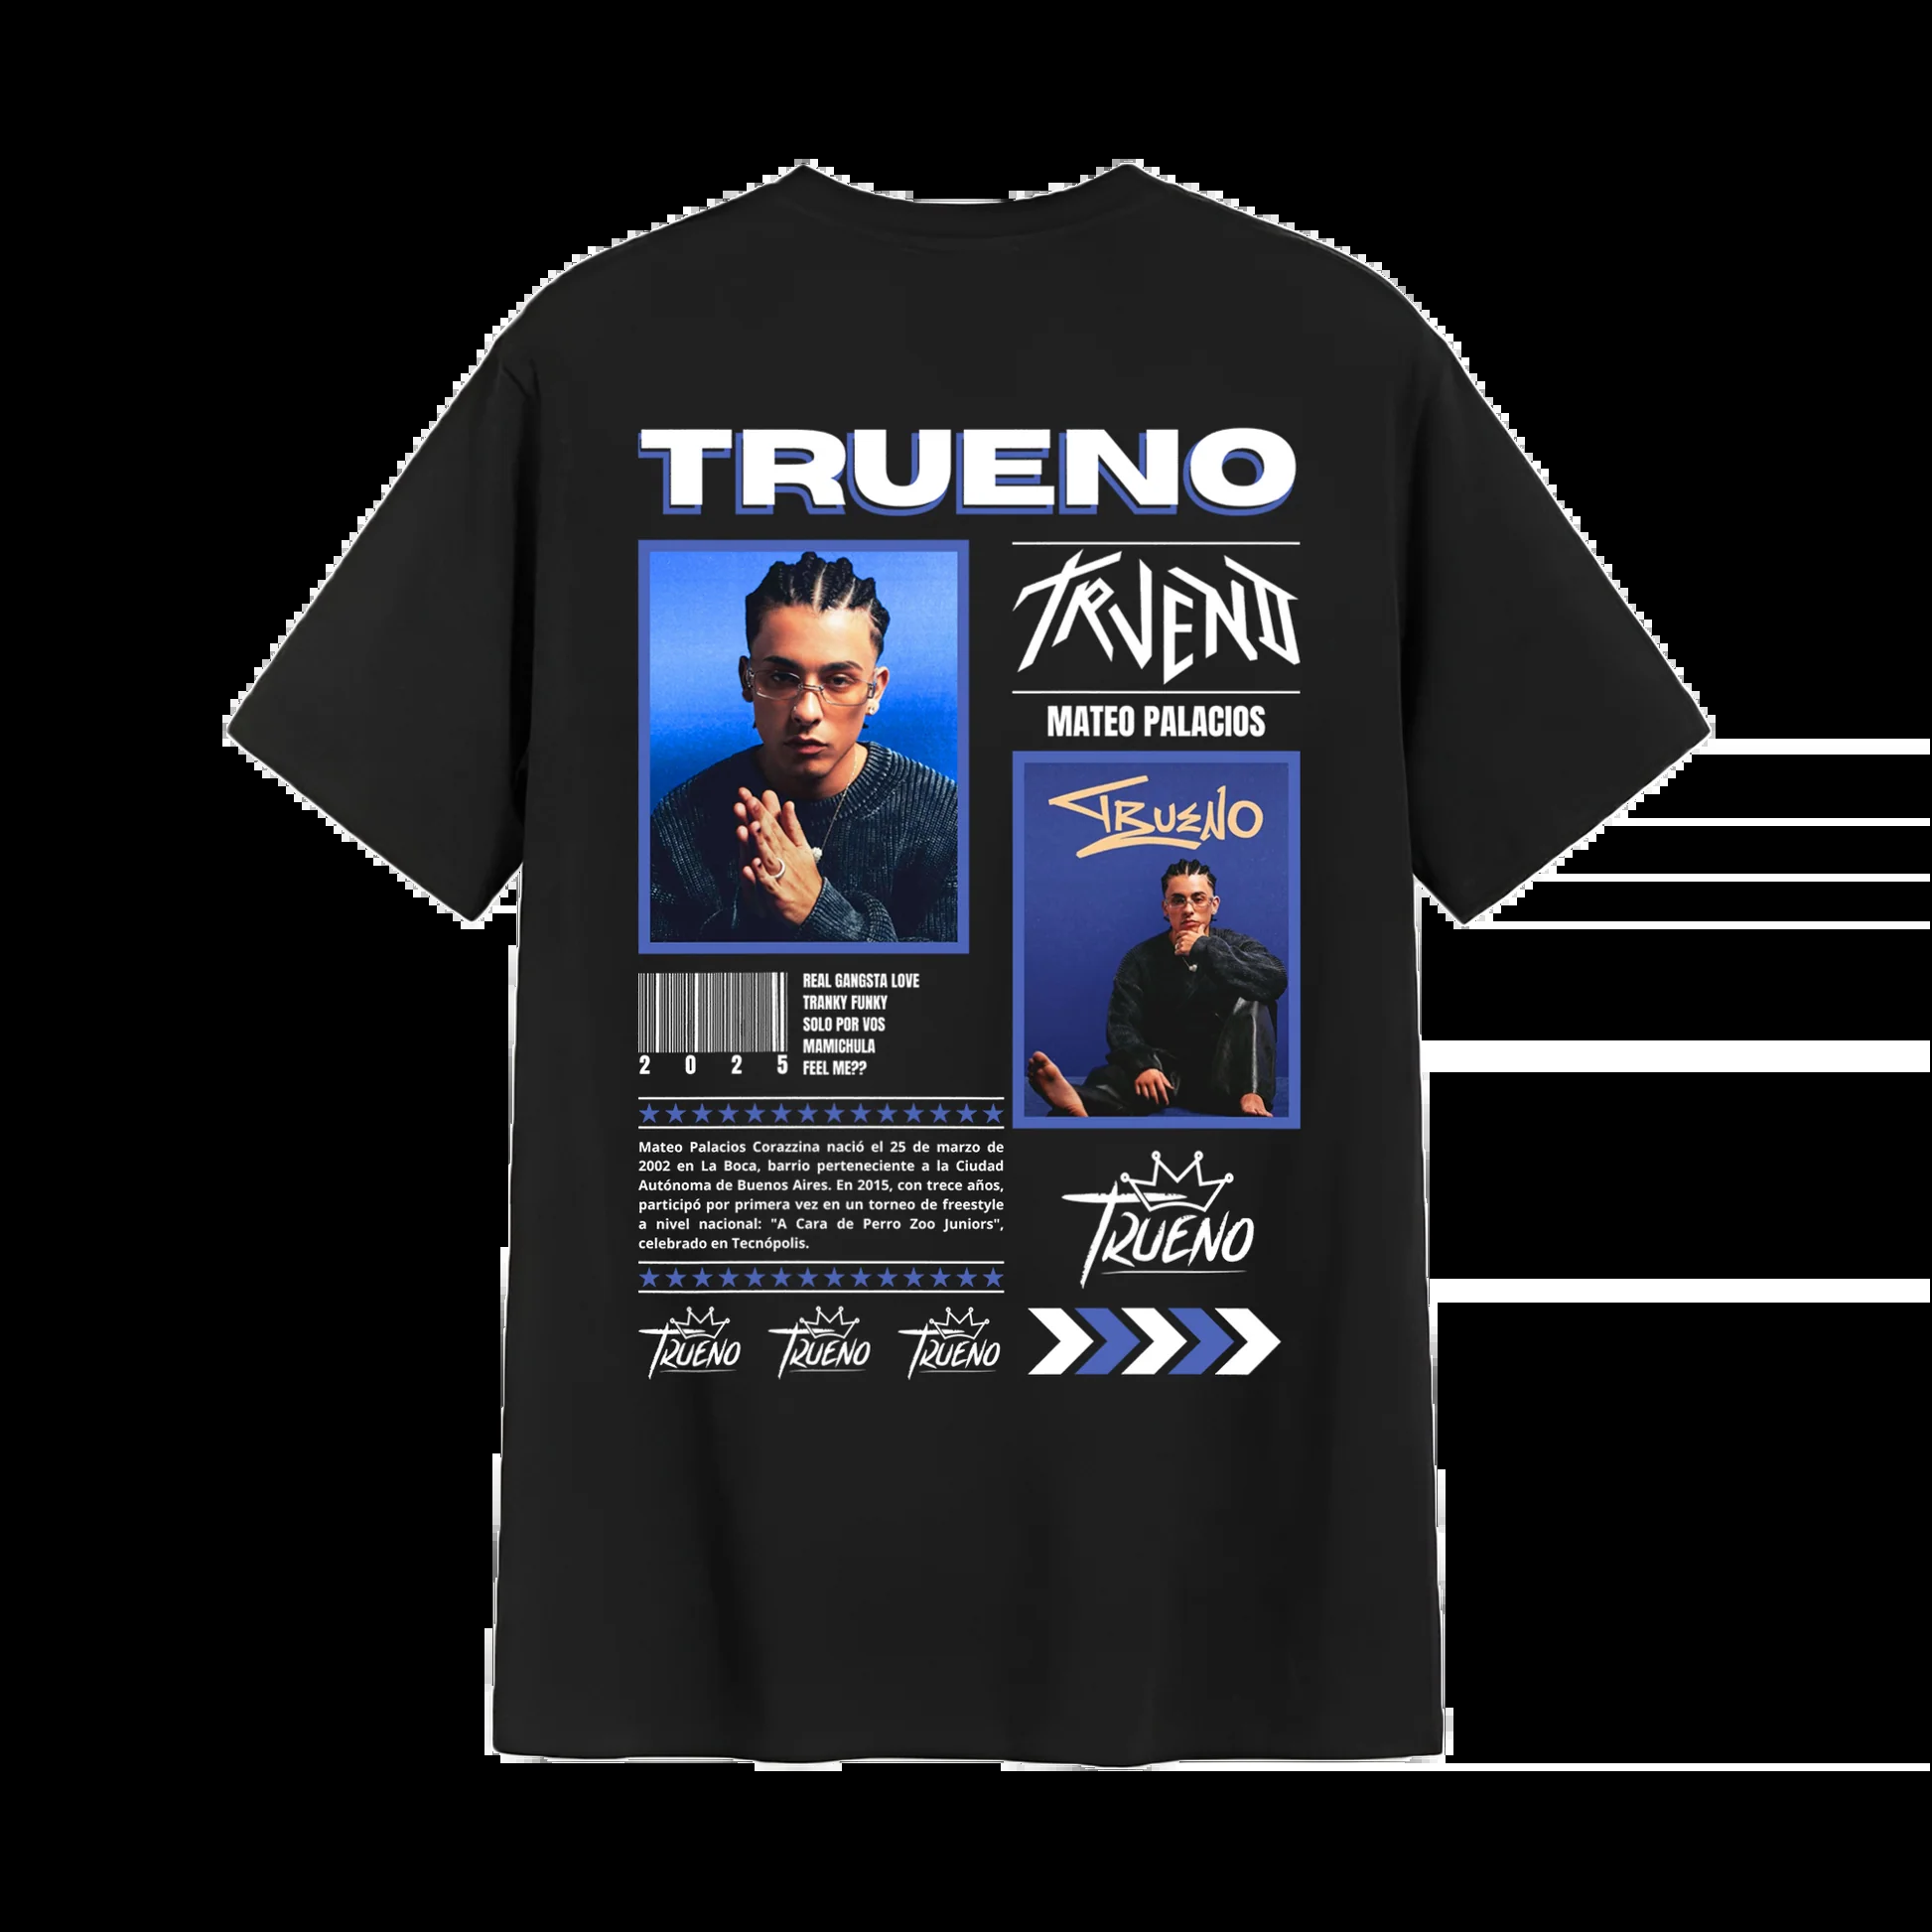 TRUENO
TRUENO
MATEO PALACIOS
TRUENO
REAL GANGSTA LOVE
TRANKY FUNKY
SOLO POR VOS
MAMICHULA
FEEL ME??
2 0 2 5
Mateo Palacios Corazzina nació el 25 de marzo de
2002 en La Boca, barrio perteneciente a la Ciudad
Autónoma de Buenos Aires. En 2015, con trece años,
participó por primera vez en un torneo de freestyle
a nivel nacional: "A Cara de Perro Zoo Juniors",
celebrado en Tecnópolis.
TRUENO
TRUENO TRUENO TRUENO